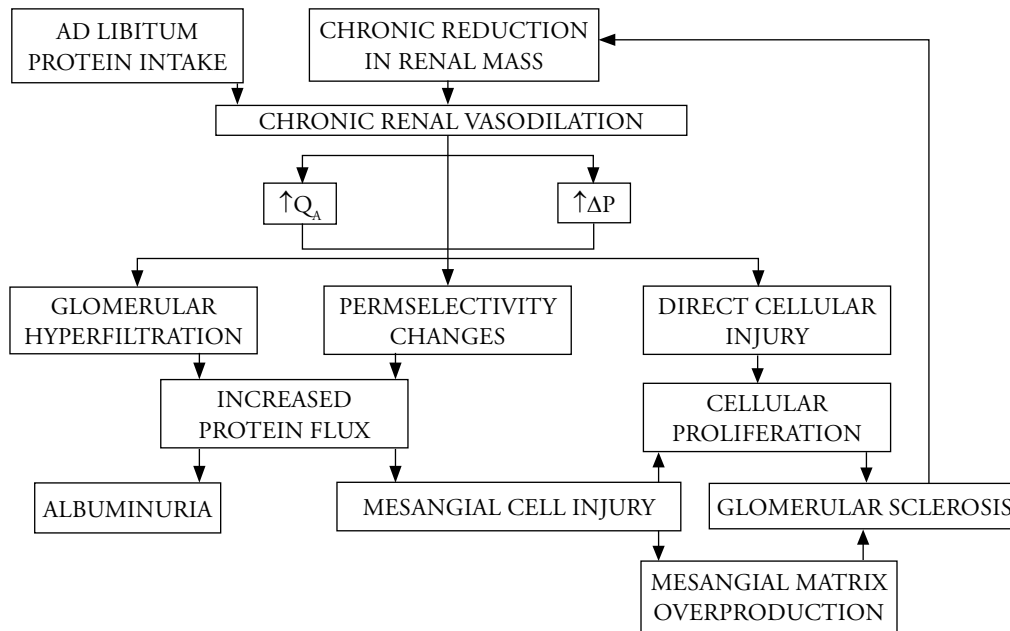 AD LIBITUM
PROTEIN INTAKE
CHRONIC REDUCTION
IN RENAL MASS
CHRONIC RENAL VASODILATION
↑Q_A
↑ΔP
GLOMERULAR
HYPERFILTRATION
PERMSELECTIVITY
CHANGES
DIRECT CELLULAR
INJURY
INCREASED
PROTEIN FLUX
CELLULAR
PROLIFERATION
ALBUMINURIA
MESANGIAL CELL INJURY
GLOMERULAR SCLEROSIS
MESANGIAL MATRIX
OVERPRODUCTION